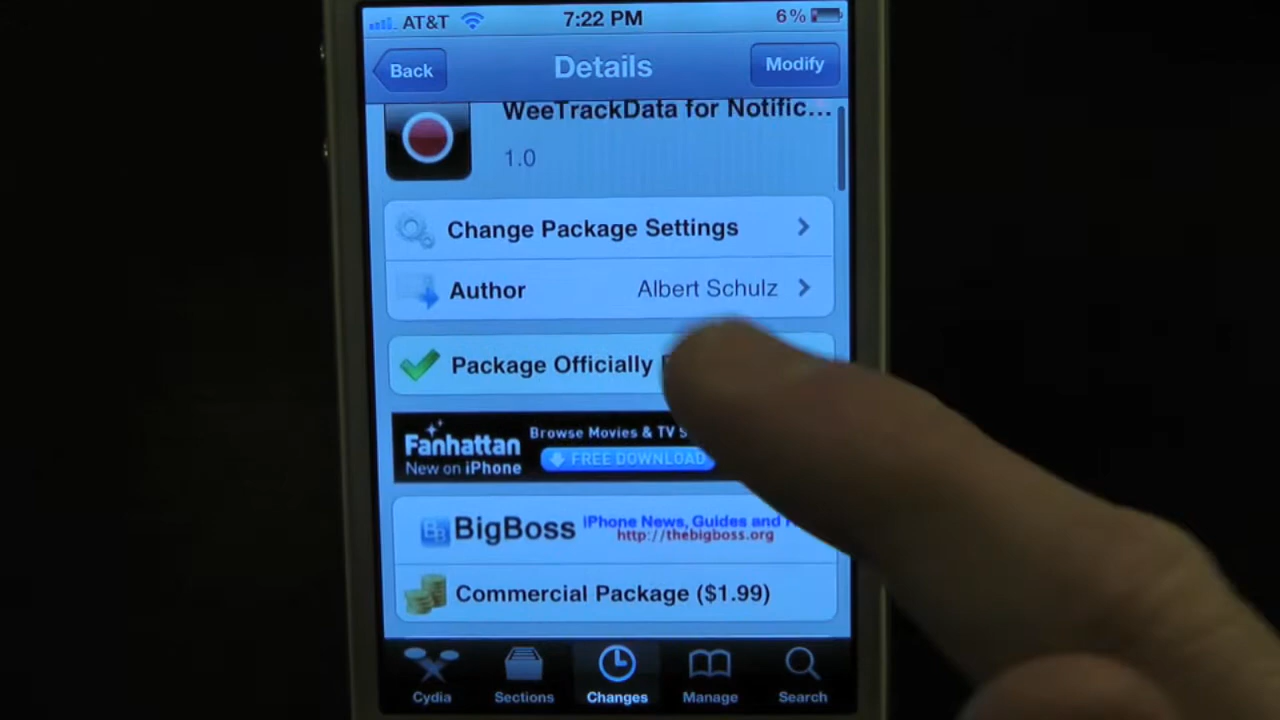 AT&T 7:22 PM 6%
Back Details Modify
WeeTrackData for Notific...
1.0
Change Package Settings
Author Albert Schulz
Package Officially
Fanhattan
New on iPhone
Browse Movies & TV
FREE DOWNLOAD
BigBoss iPhone News, Guides and
http://thebigboss.org
Commercial Package ($1.99)
Cydia Sections Changes Manage Search